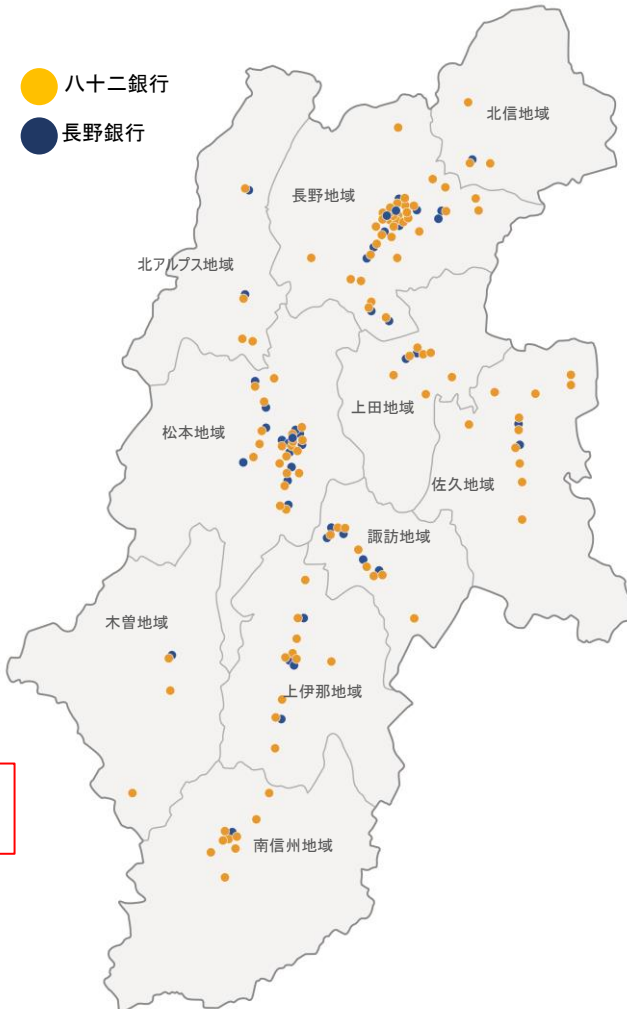 八十二銀行
長野銀行
北信地域
長野地域
北アルプス地域
上田地域
松本地域
佐久地域
諏訪地域
木曽地域
上伊那地域
南信州地域